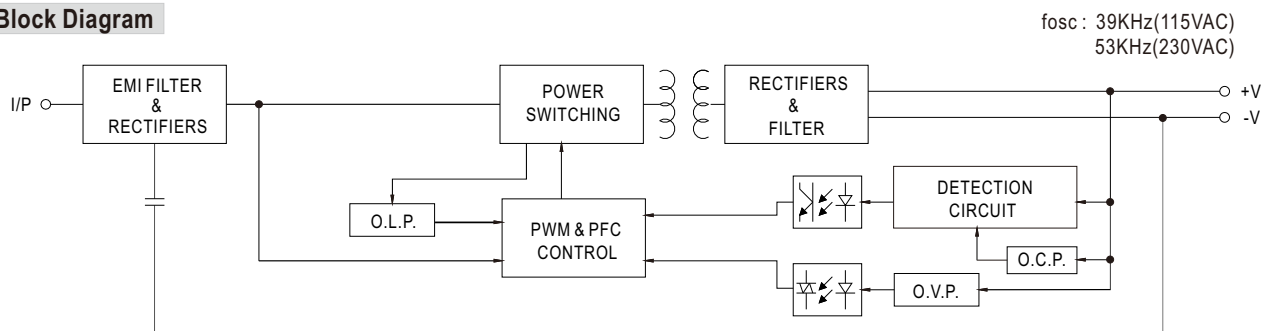 Block Diagram
fosc : 39KHz(115VAC)
53KHz(230VAC)
I/P
EMI FILTER
&
RECTIFIERS
POWER
SWITCHING
RECTIFIERS
&
FILTER
+V
-V
O.L.P.
PWM & PFC
CONTROL
DETECTION
CIRCUIT
O.C.P.
O.V.P.